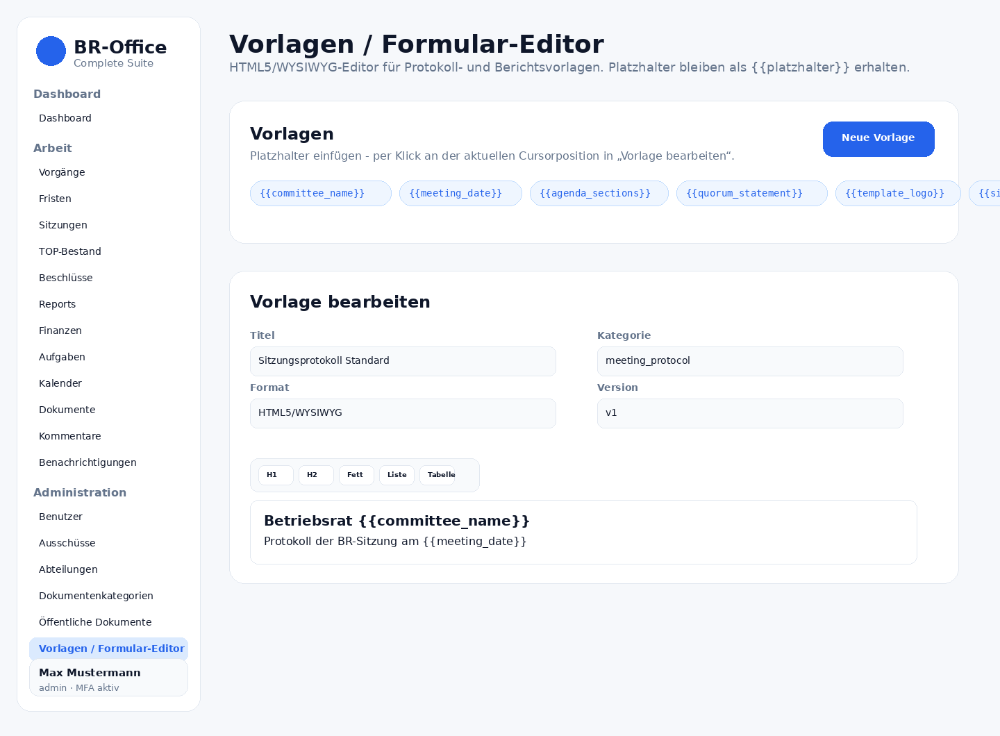 BR-Office
Complete Suite
Dashboard
Dashboard
Arbeit
Vorgänge
Fristen
Sitzungen
TOP-Bestand
Beschlüsse
Reports
Finanzen
Aufgaben
Kalender
Dokumente
Kommentare
Benachrichtigungen
Administration
Benutzer
Ausschüsse
Abteilungen
Dokumentenkategorien
Öffentliche Dokumente
Vorlagen / Formular-Editor
Max Mustermann
admin · MFA aktiv
Vorlagen / Formular-Editor
HTML5/WYSIWYG-Editor für Protokoll- und Berichtsvorlagen. Platzhalter bleiben als {{platzhalter}} erhalten.
Vorlagen
Neue Vorlage
Platzhalter einfügen - per Klick an der aktuellen Cursorposition in „Vorlage bearbeiten“.
{{committee_name}} {{meeting_date}} {{agenda_sections}} {{quorum_statement}} {{template_logo}} {{si
Vorlage bearbeiten
Titel Kategorie
Sitzungsprotokoll Standard meeting_protocol
Format Version
HTML5/WYSIWYG v1
H1 H2 Fett Liste Tabelle
Betriebsrat {{committee_name}}
Protokoll der BR-Sitzung am {{meeting_date}}